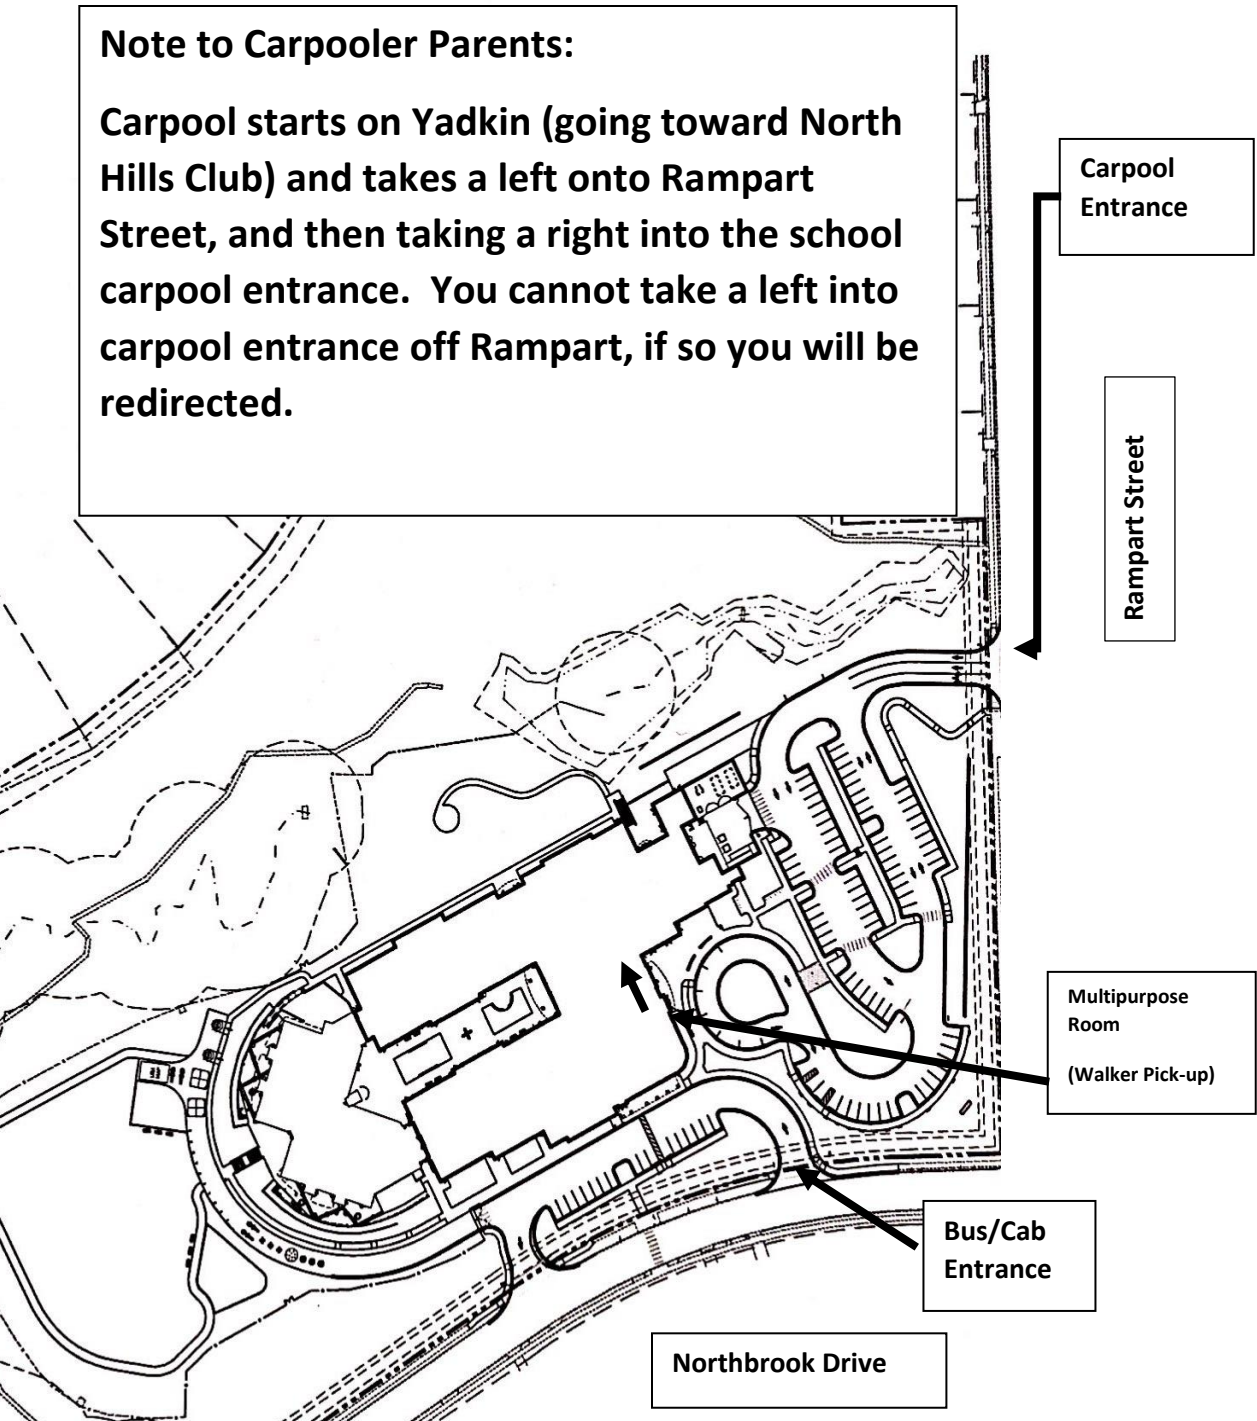 Note to Carpooler Parents:
Carpool starts on Yadkin (going toward North
Hills Club) and takes a left onto Rampart
Street, and then taking a right into the school
carpool entrance.  You cannot take a left into
carpool entrance off Rampart, if so you will be
redirected.
Carpool
Entrance
Rampart Street
Multipurpose
Room
(Walker Pick-up)
Bus/Cab
Entrance
Northbrook Drive